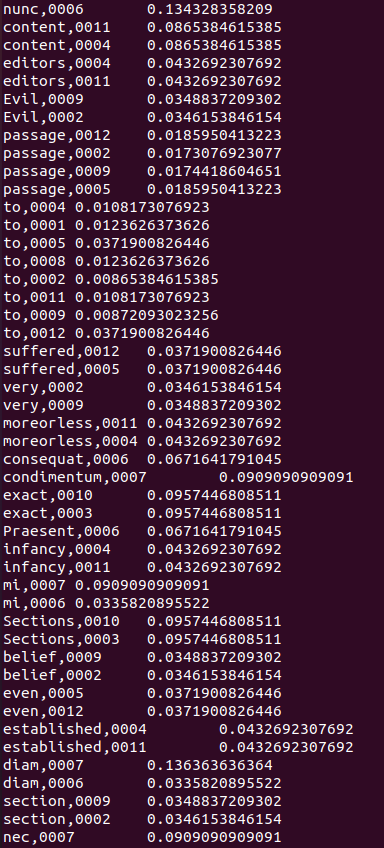 nunc,0006	0.134328358209
content,0011	0.0865384615385
content,0004	0.0865384615385
editors,0004	0.0432692307692
editors,0011	0.0432692307692
Evil,0009	0.0348837209302
Evil,0002	0.0346153846154
passage,0012	0.0185950413223
passage,0002	0.0173076923077
passage,0009	0.0174418604651
passage,0005	0.0185950413223
to,0004	0.0108173076923
to,0001	0.0123626373626
to,0005	0.0371900826446
to,0008	0.0123626373626
to,0002	0.00865384615385
to,0011	0.0108173076923
to,0009	0.00872093023256
to,0012	0.0371900826446
suffered,0012	0.0371900826446
suffered,0005	0.0371900826446
very,0002	0.0346153846154
very,0009	0.0348837209302
moreorless,0011	0.0432692307692
moreorless,0004	0.0432692307692
consequat,0006	0.0671641791045
condimentum,0007	0.0909090909091
exact,0010	0.0957446808511
exact,0003	0.0957446808511
Praesent,0006	0.0671641791045
infancy,0004	0.0432692307692
infancy,0011	0.0432692307692
mi,0007	0.0909090909091
mi,0006	0.0335820895522
Sections,0010	0.0957446808511
Sections,0003	0.0957446808511
belief,0009	0.0348837209302
belief,0002	0.0346153846154
even,0005	0.0371900826446
even,0012	0.0371900826446
established,0004	0.0432692307692
established,0011	0.0432692307692
diam,0007	0.136363636364
diam,0006	0.0335820895522
section,0009	0.0348837209302
section,0002	0.0346153846154
nec,0007	0.0909090909091